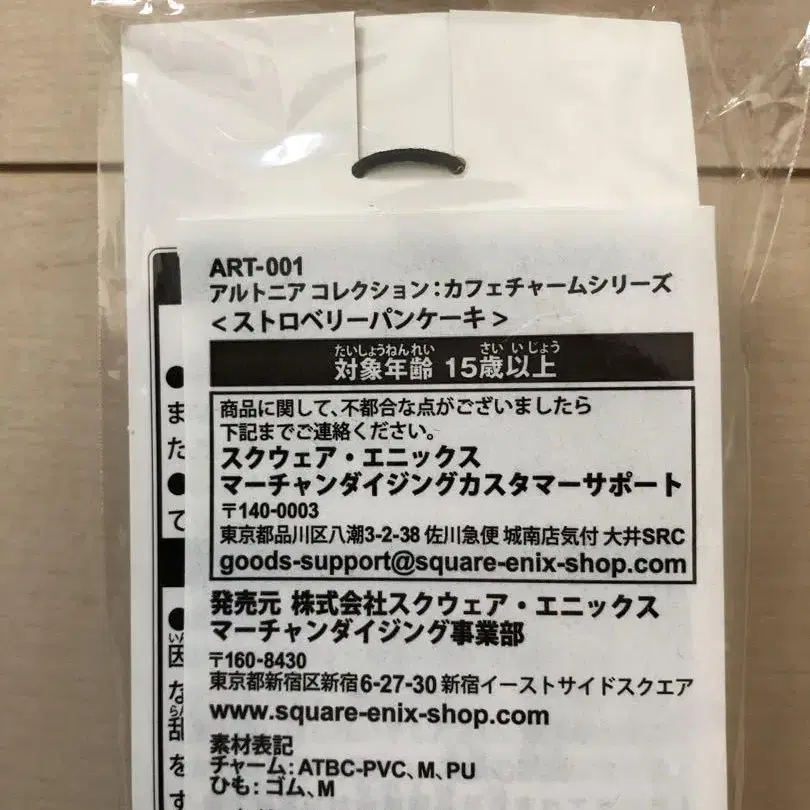 ART-001
アルトニア コレクション：カフェチャームシリーズ
＜ストロベリーパンケーキ＞
たいしょうねんれい さい いじょう
対象年齢 15歳以上
商品に関して、不都合な点がございましたら
下記までご連絡ください。
スクウェア・エニックス
マーチャンダイジングカスタマーサポート
〒140-0003
東京都品川区八潮3-2-38 佐川急便 城南店気付 大井SRC
goods-support@square-enix-shop.com
発売元 株式会社スクウェア・エニックス
マーチャンダイジング事業部
〒160-8430
東京都新宿区新宿6-27-30 新宿イーストサイドスクエア
www.square-enix-shop.com
素材表記
チャーム：ATBC-PVC、M、PU
ひも：ゴム、M
●
ま
た
●
て
●
因
な
乱
を
す